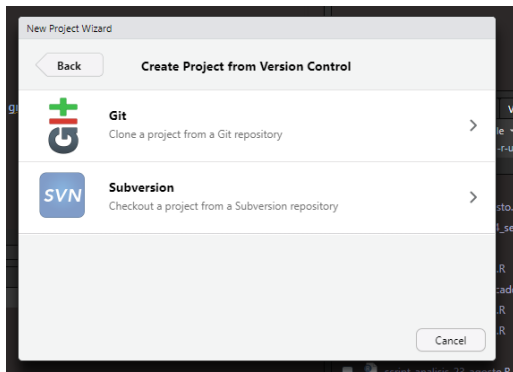 New Project Wizard
Back
Create Project from Version Control
Git
Clone a project from a Git repository
SVN
Subversion
Checkout a project from a Subversion repository
Cancel